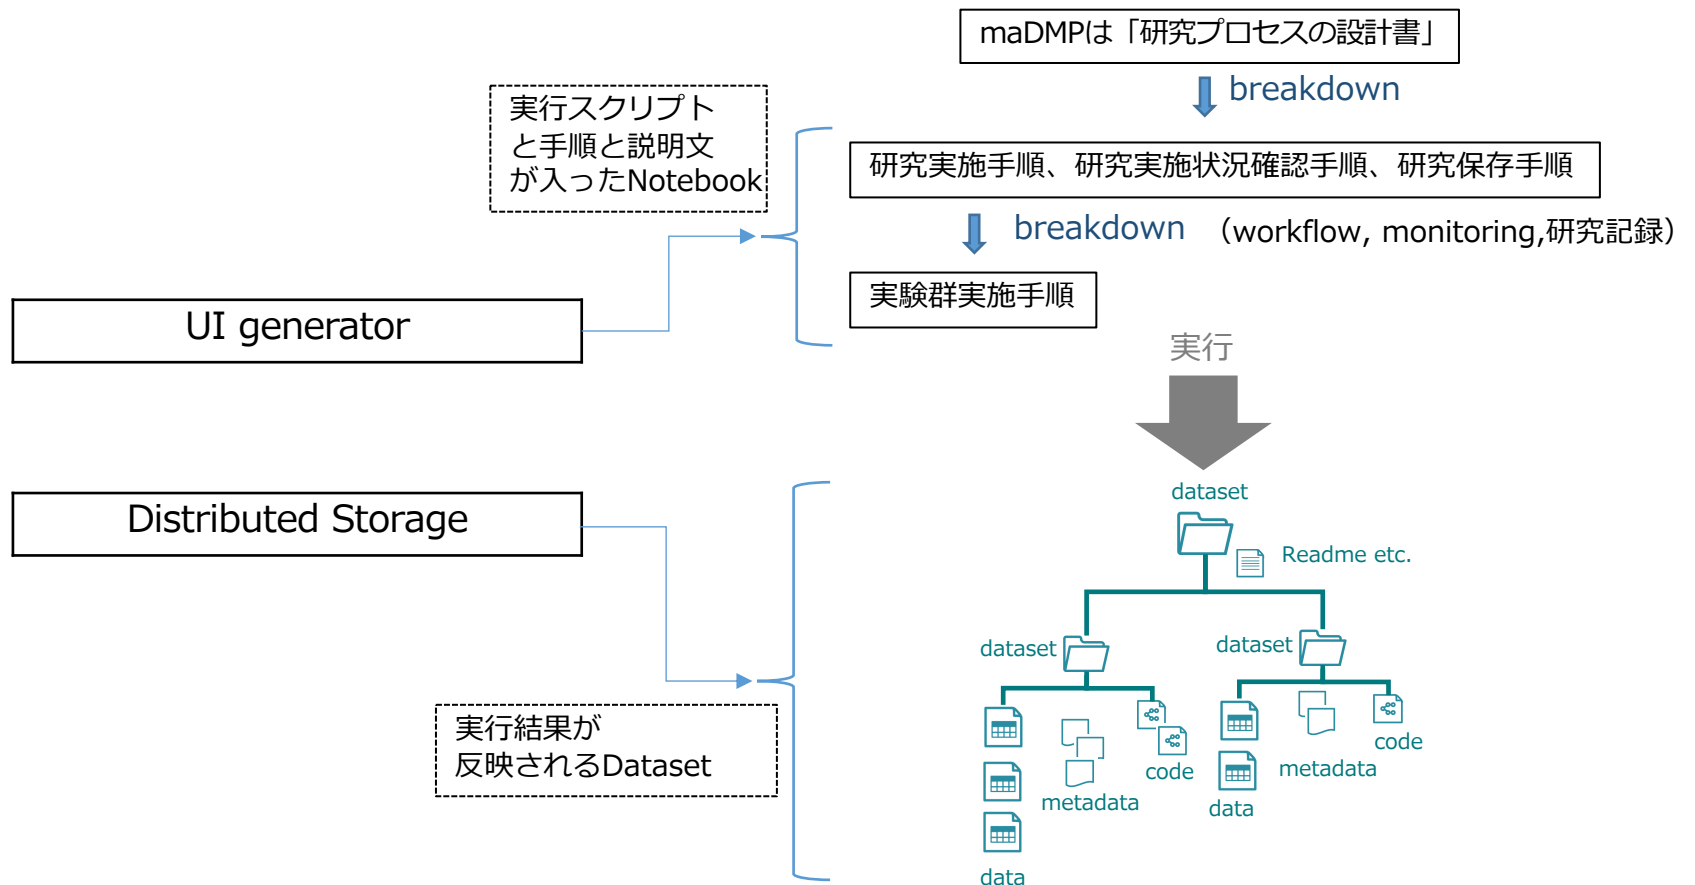 maDMPは「研究プロセスの設計書」
breakdown
実行スクリプト
と手順と説明文
が入ったNotebook
研究実施手順、研究実施状況確認手順、研究保存手順
breakdown （workflow, monitoring,研究記録）
実験群実施手順
UI generator
実行
Distributed Storage
dataset
Readme etc.
dataset
dataset
実行結果が
反映されるDataset
code
metadata
code
metadata
data
data